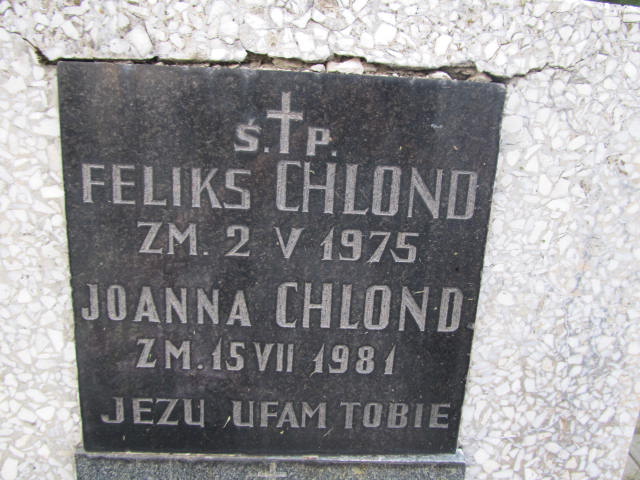 Ś.✝P.
FELIKS CHLOND
ZM. 2 V 1975
JOANNA CHLOND
ZM. 15 VII 1981
JEZU UFAM TOBIE